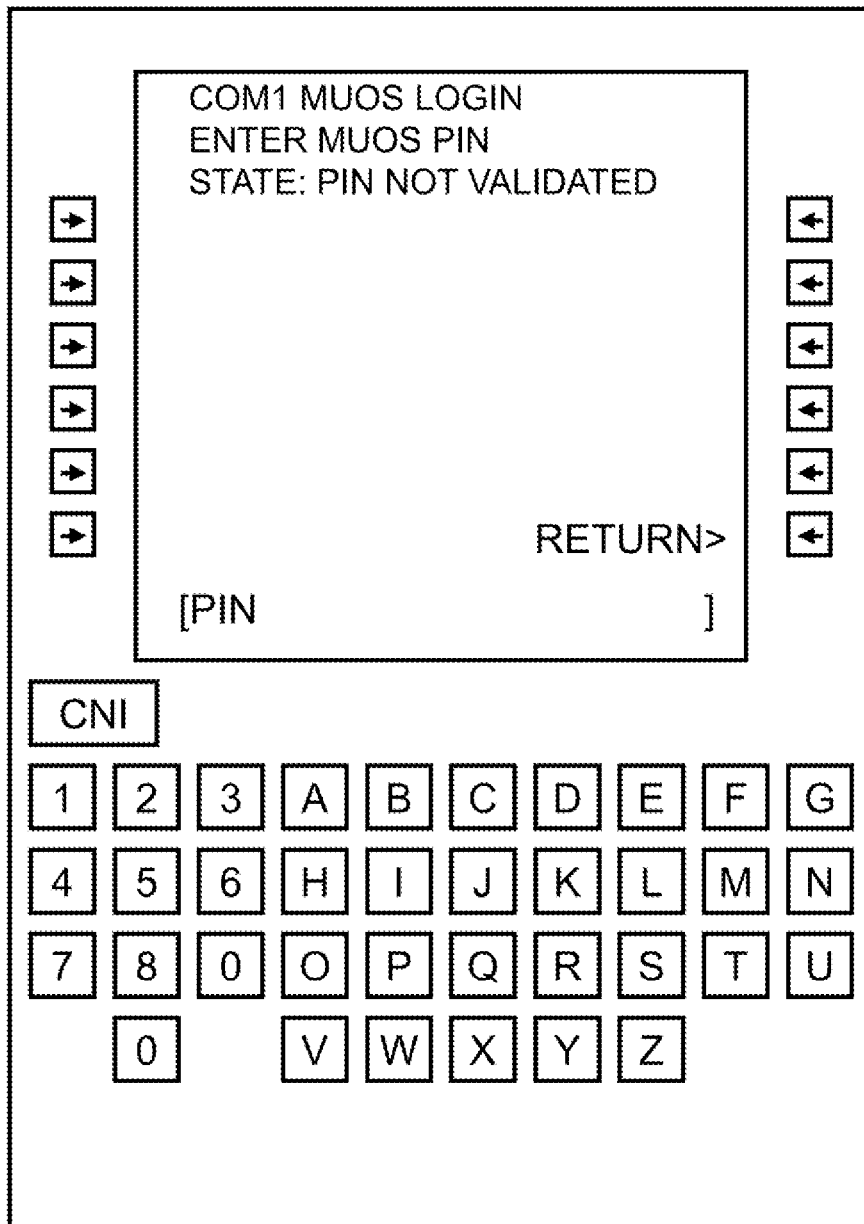 COM1 MUOS LOGIN
ENTER MUOS PIN
STATE: PIN NOT VALIDATED
RETURN>
[PIN ]
CNI
1 2 3 A B C D E F G
4 5 6 H I J K L M N
7 8 0 O P Q R S T U
0 V W X Y Z